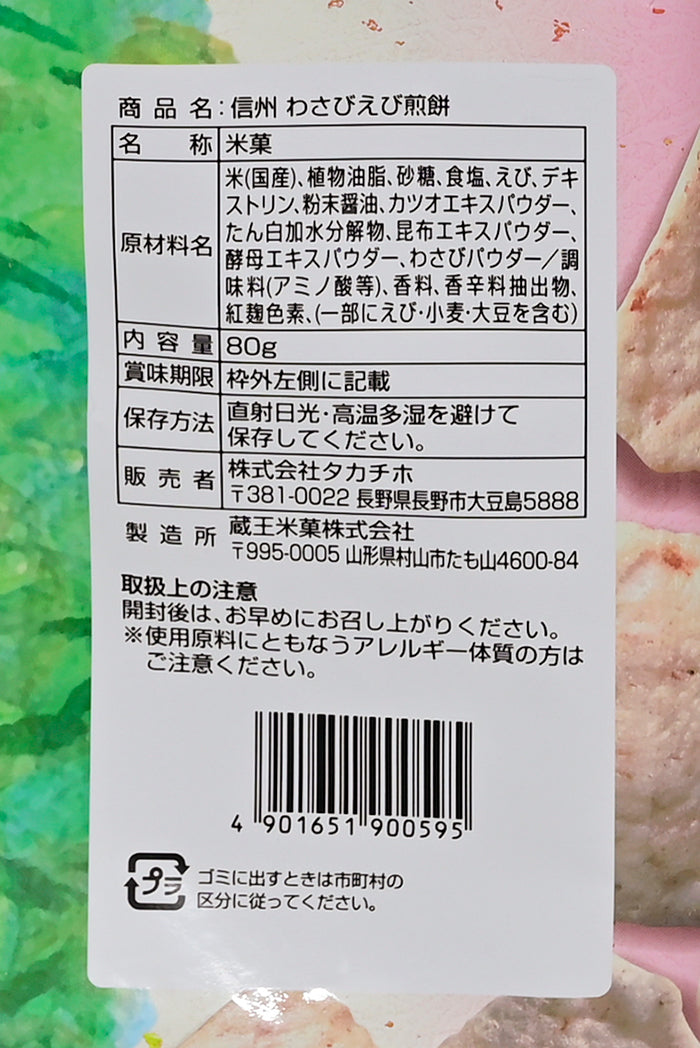 商品名:信州 わさびえび煎餅
名称 米菓
原材料名 米(国産)、植物油脂、砂糖、食塩、えび、デキ
ストリン、粉末醤油、カツオエキスパウダー、
たん白加水分解物、昆布エキスパウダー、
酵母エキスパウダー、わさびパウダー/調
味料(アミノ酸等)、香料、香辛料抽出物、
紅麹色素、(一部にえび・小麦・大豆を含む)
内容量 80g
賞味期限 枠外左側に記載
保存方法 直射日光・高温多湿を避けて
保存してください。
販売者 株式会社タカチホ
〒381-0022 長野県長野市大豆島5888
製造所 蔵王米菓株式会社
〒995-0005 山形県村山市たも山4600-84
取扱上の注意
開封後は、お早めにお召し上がりください。
※使用原料にともなうアレルギー体質の方は
ご注意ください。
4 901651 900595
プラ ゴミに出すときは市町村の
区分に従ってください。